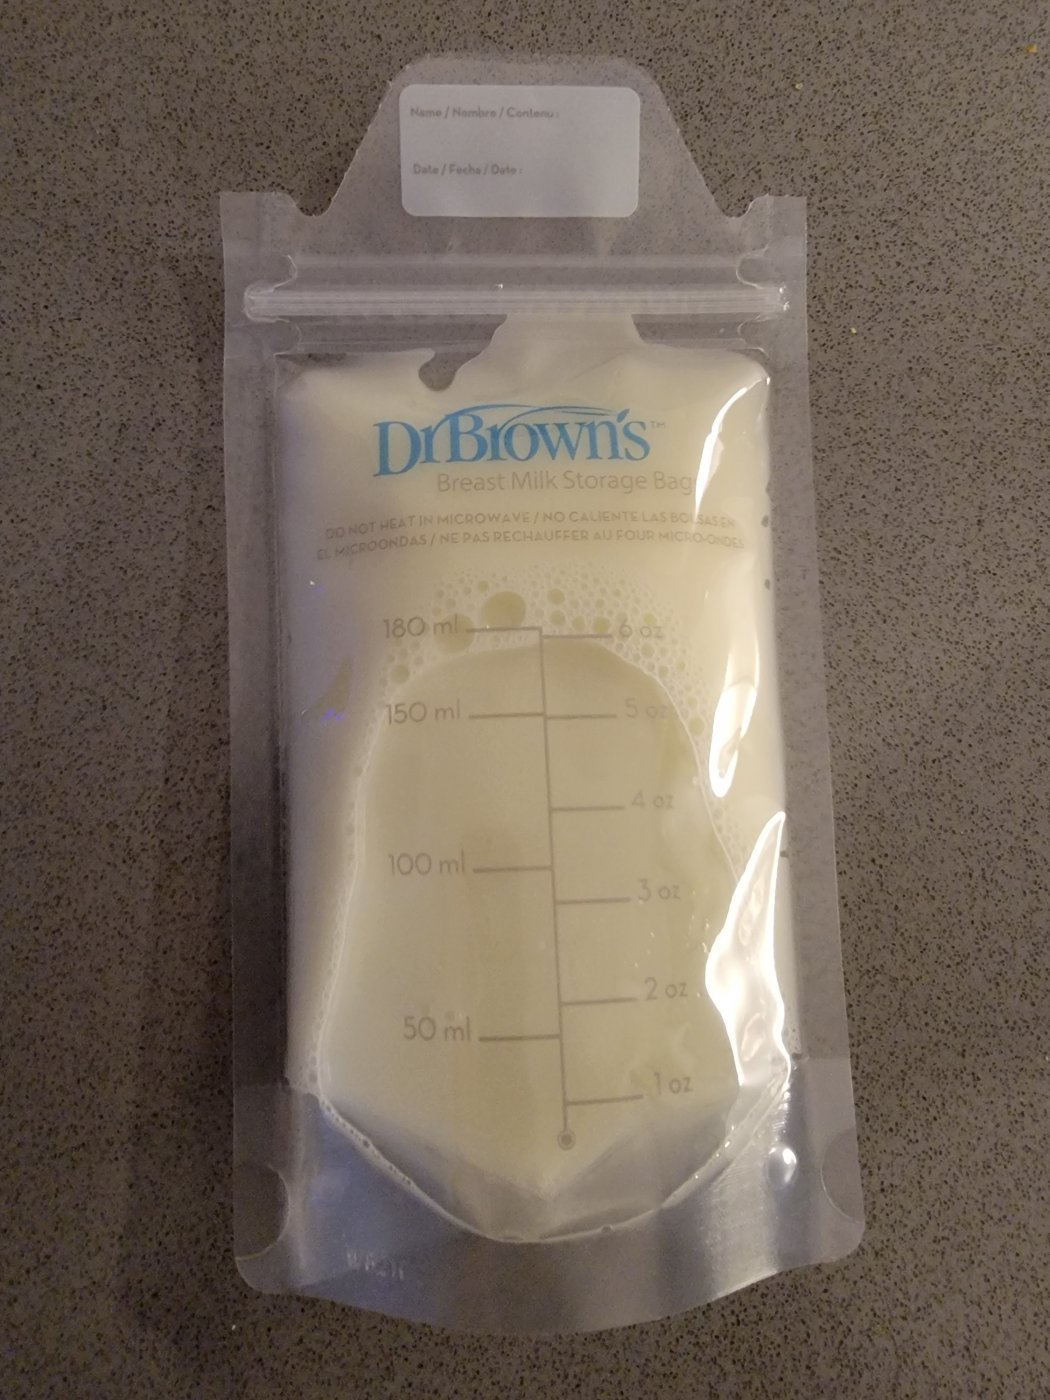 Name / Nombre / Contenu :
Date / Fecha / Date :
Dr Brown's™
Breast Milk Storage Bag
DO NOT HEAT IN MICROWAVE / NO CALIENTE LAS BOLSAS EN
EL MICROONDAS / NE PAS RECHAUFFER AU FOUR MICRO-ONDES
180 ml 6 oz
150 ml 5 oz
4 oz
100 ml
3 oz
2 oz
50 ml
1 oz